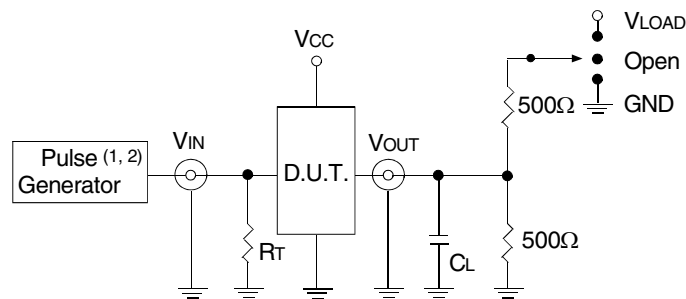 VLOAD
VCC
Open
500Ω
GND
VIN
VOUT
Pulse (1, 2)
Generator
D.U.T.
RT
CL
500Ω